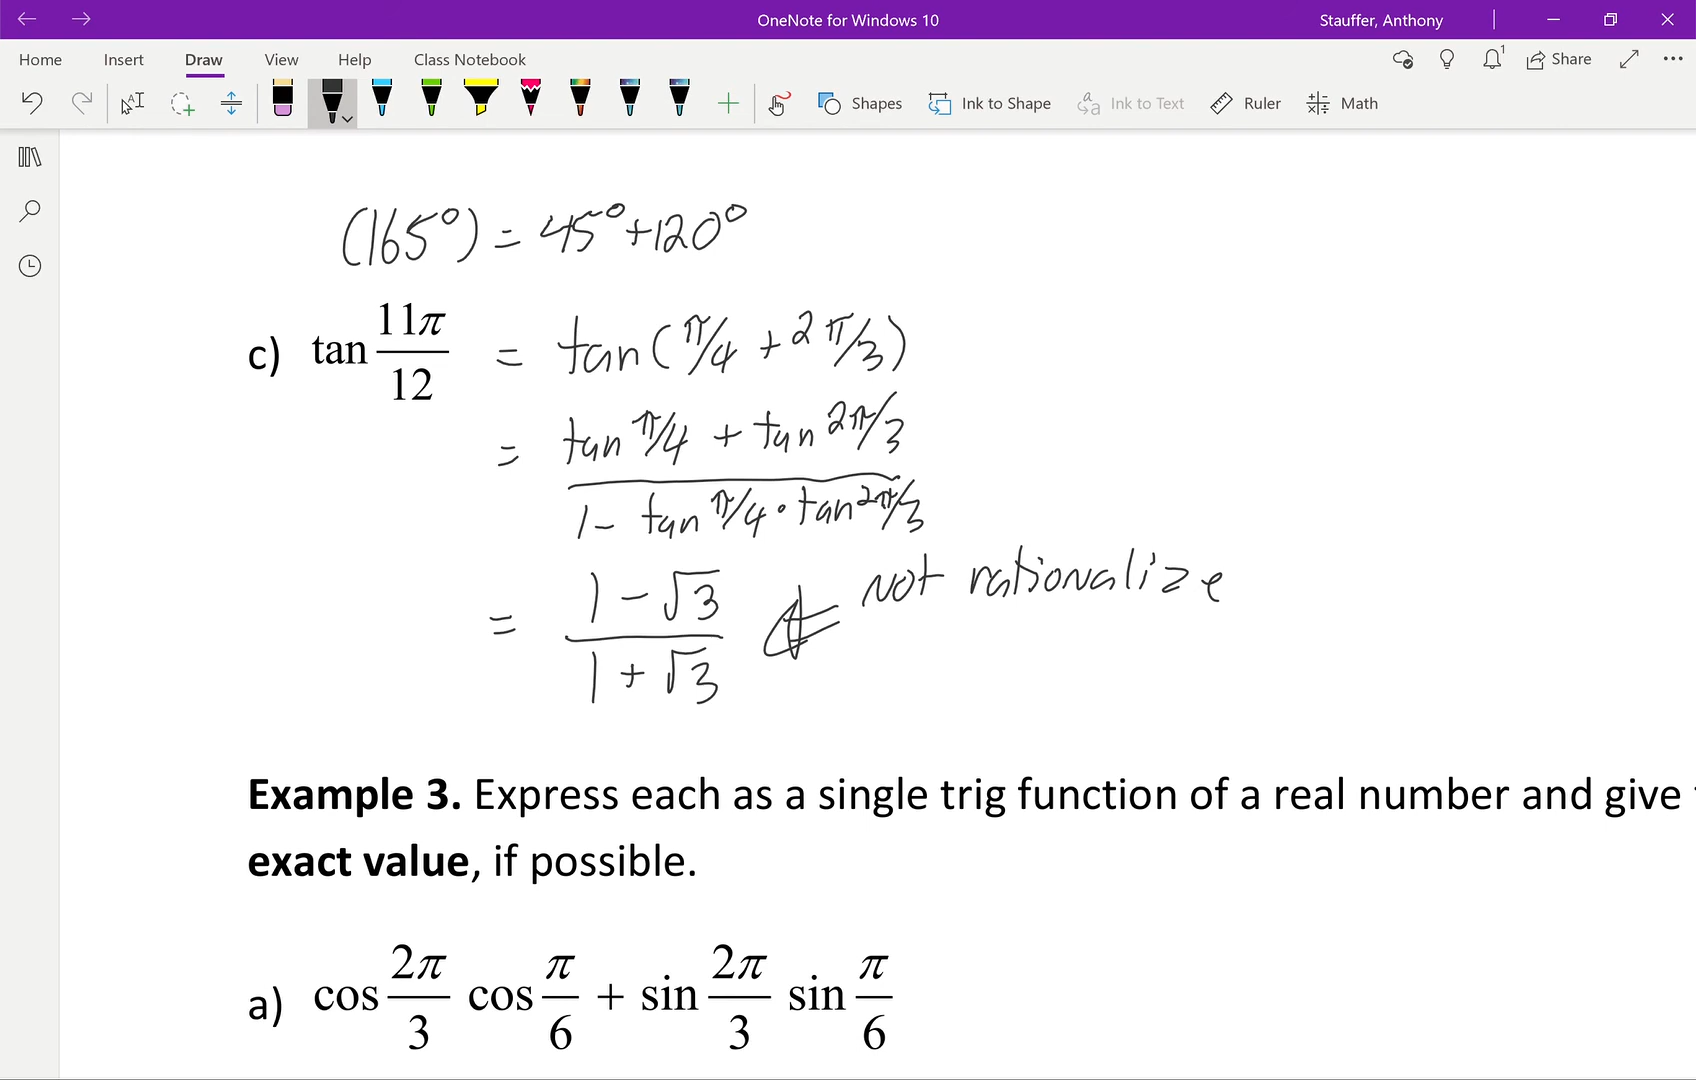 OneNote for Windows 10
Stauffer, Anthony
Home Insert Draw View Help Class Notebook
1 Share
Shapes Ink to Shape Ink to Text Ruler Math
(165°) = 45° + 120°
c) tan 11π/12 = tan(π/4 + 2π/3)
= tan π/4 + tan 2π/3
1 - tan π/4 · tan 2π/3
= 1 - √3 / 1 + √3 not rationalize
Example 3. Express each as a single trig function of a real number and give
exact value, if possible.
a) cos 2π/3 cos π/6 + sin 2π/3 sin π/6